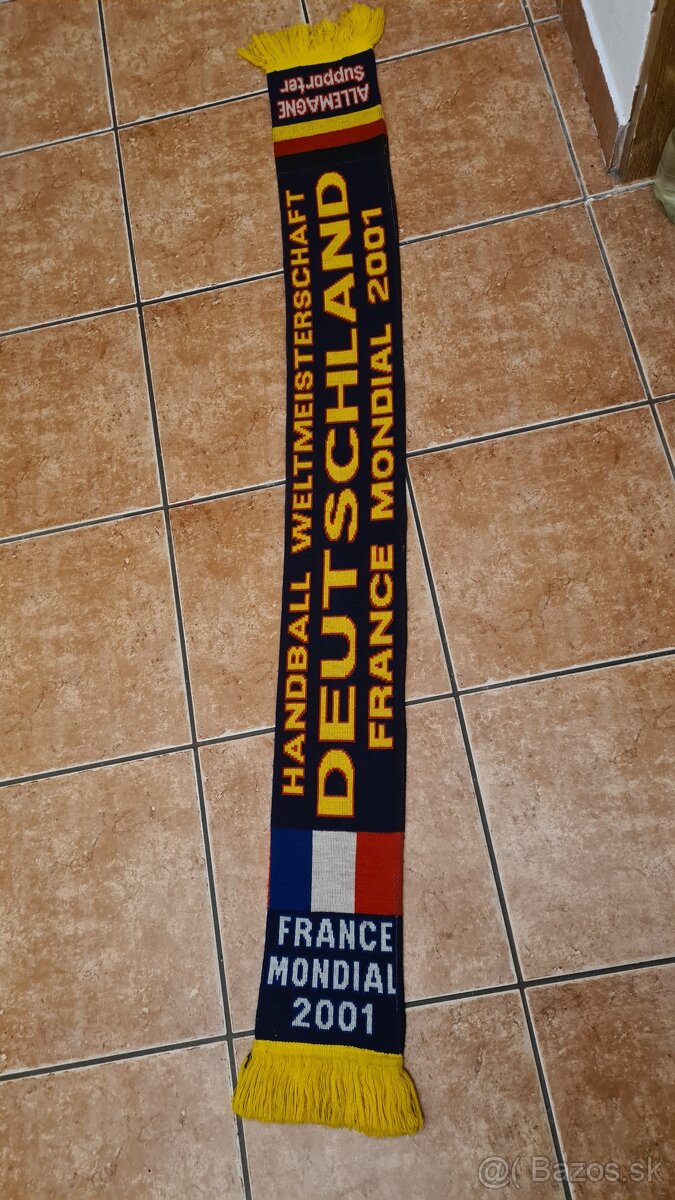 ALLEMAGNE
Supporter
HANDBALL WELTMEISTERSCHAFT
DEUTSCHLAND
FRANCE MONDIAL 2001
FRANCE
MONDIAL
2001
@( Bazos.sk